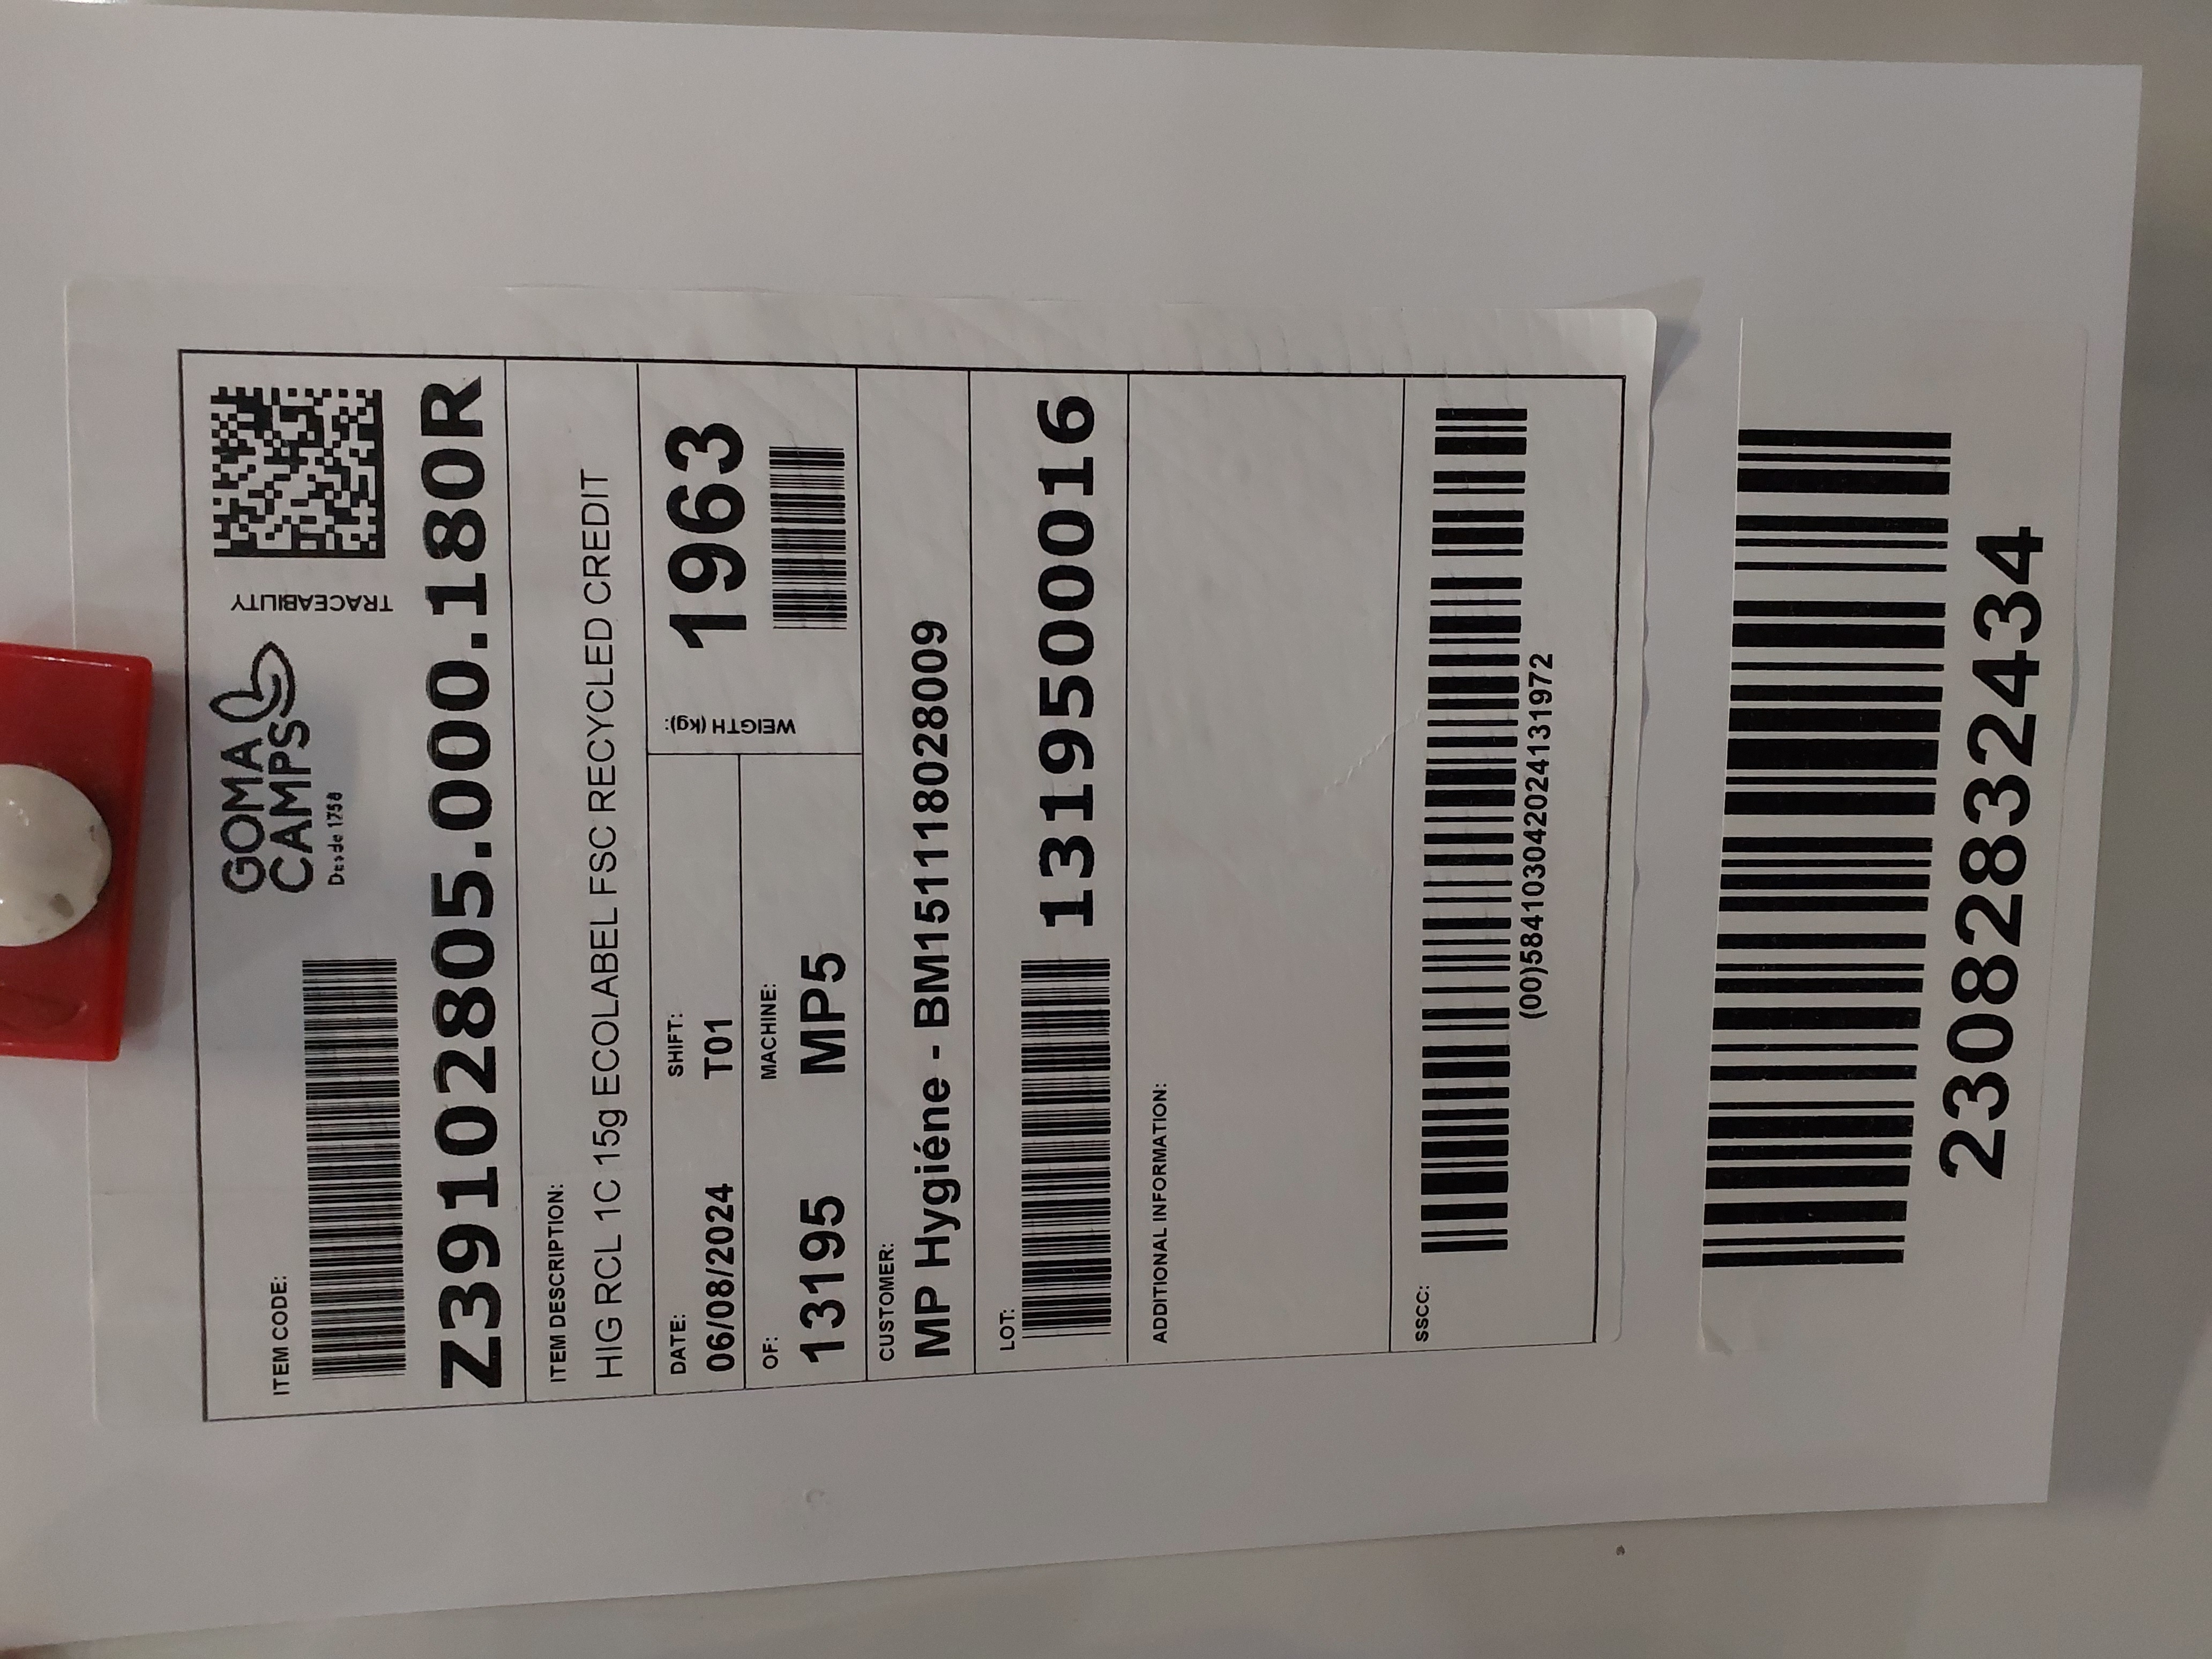 GOMA
CAMPS
Desde 1758
TRACEABILITY
ITEM CODE:
Z39102805.000.180R
ITEM DESCRIPTION:
HIG RCL 1C 15g ECOLABEL FSC RECYCLED CREDIT
DATE: SHIFT:
06/08/2024 T01
WEIGTH (kg):
1963
OF: MACHINE:
13195 MP5
CUSTOMER:
MP Hygiéne - BM151118028009
LOT:
1319500016
ADDITIONAL INFORMATION:
SSCC:
(00)584103042024131972
23082832434